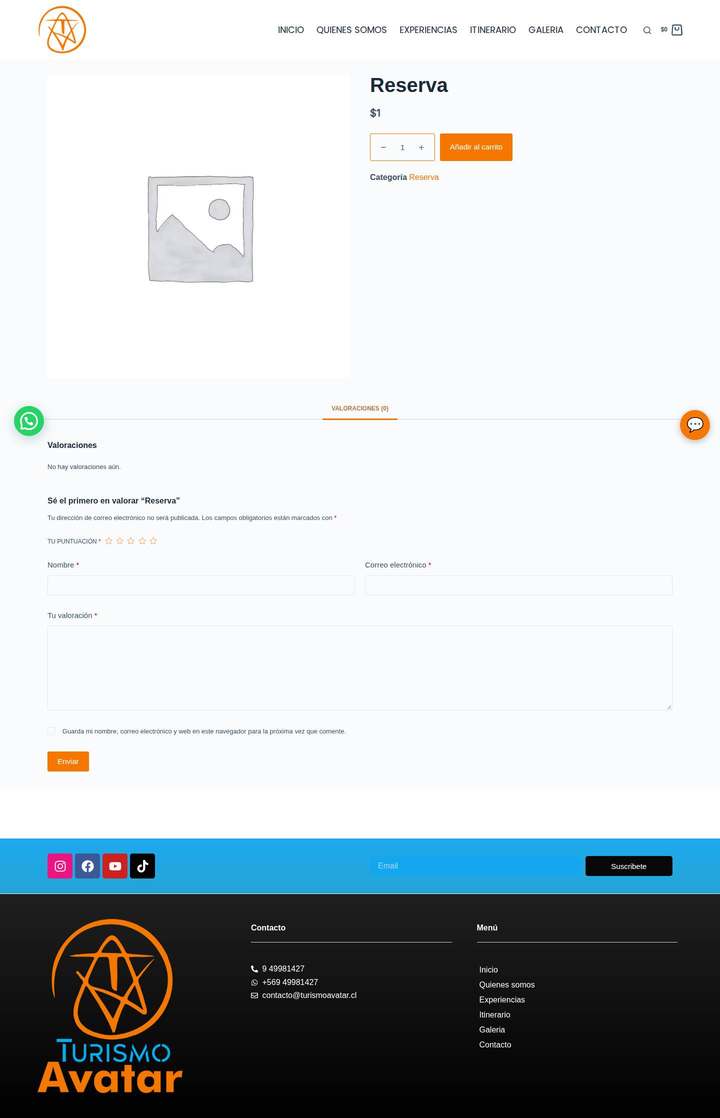 INICIO QUIENES SOMOS EXPERIENCIAS ITINERARIO GALERIA CONTACTO $0
Reserva
$1
− 1 + Añadir al carrito
Categoría Reserva
VALORACIONES (0)
Valoraciones
No hay valoraciones aún.
Sé el primero en valorar “Reserva”
Tu dirección de correo electrónico no será publicada. Los campos obligatorios están marcados con *
TU PUNTUACIÓN *
Nombre * Correo electrónico *
Tu valoración *
Guarda mi nombre, correo electrónico y web en este navegador para la próxima vez que comente.
Enviar
Email Suscribete
Contacto Menú
9 49981427
+569 49981427
contacto@turismoavatar.cl
Inicio
Quienes somos
Experiencias
Itinerario
Galeria
Contacto
TURISMO
Avatar